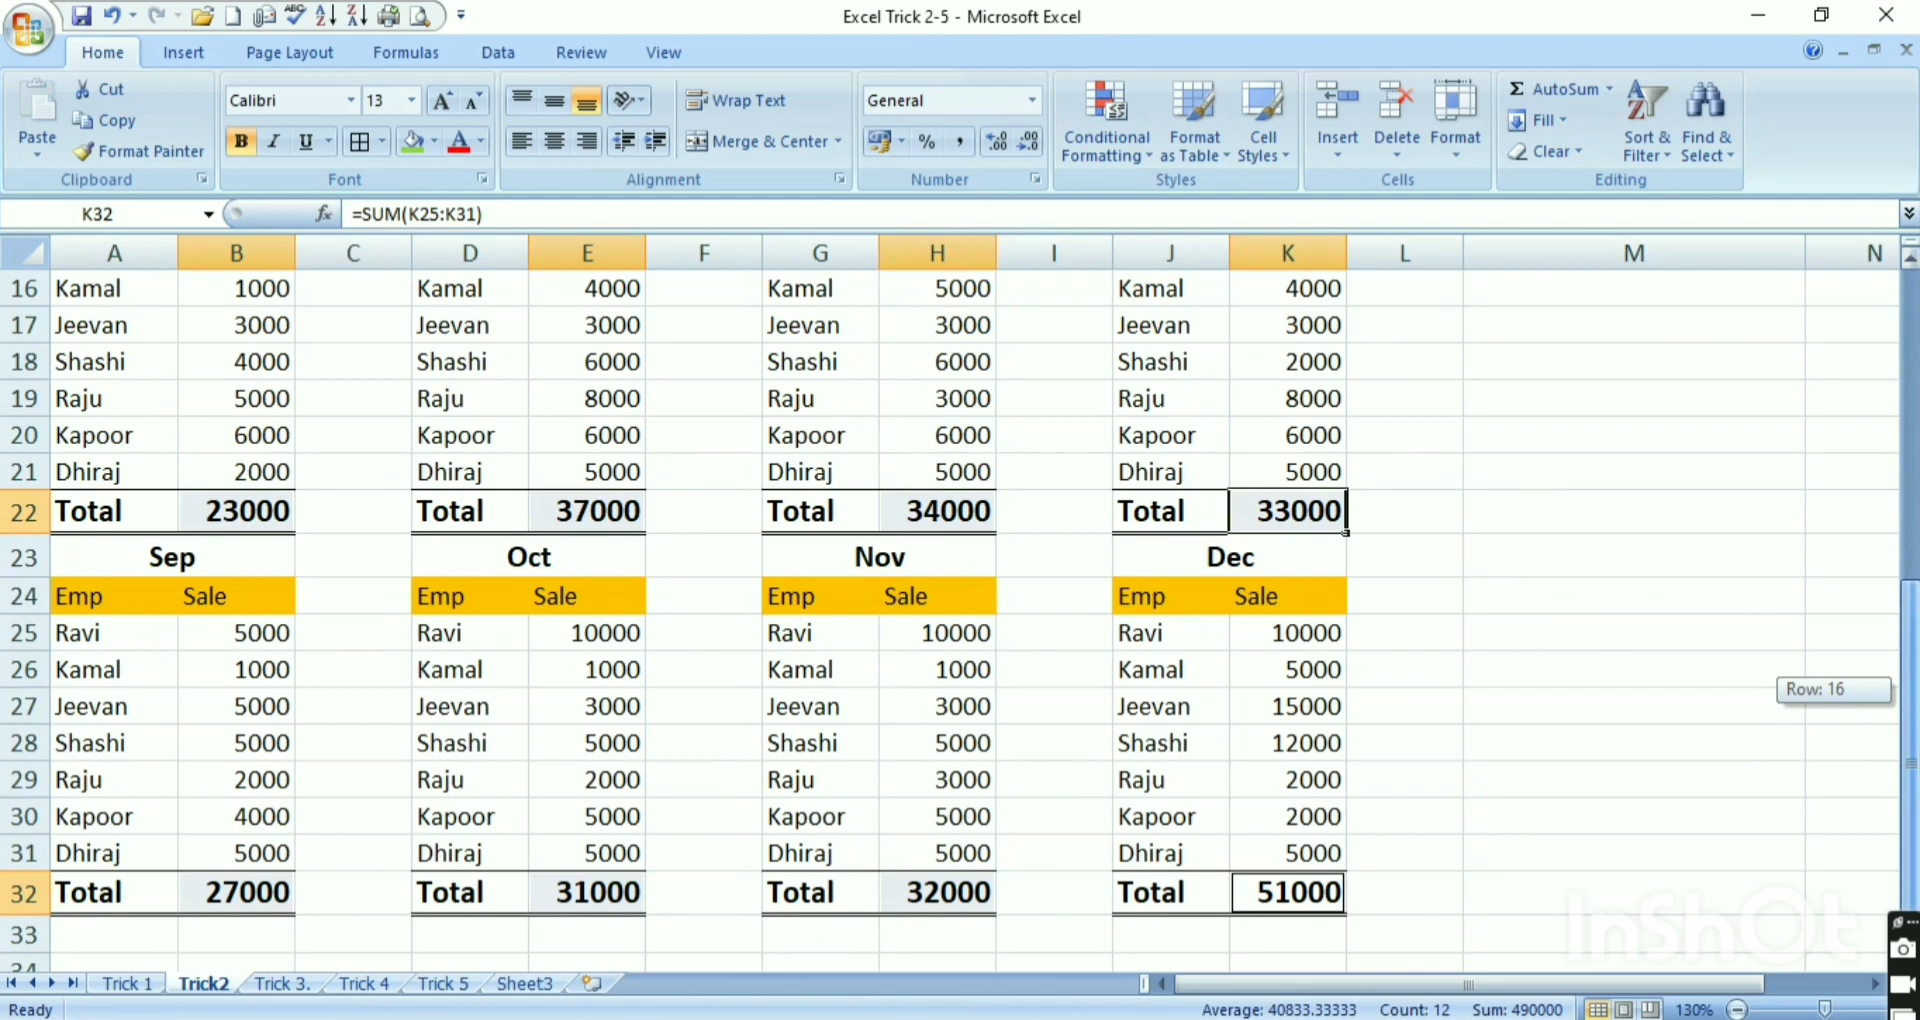 Excel Trick 2-5 - Microsoft Excel
Home Insert Page Layout Formulas Data Review View
Paste Cut Copy Format Painter
Calibri 13 A A
B I U A
Wrap Text
Merge & Center
General
% , .0 .00 .00 .0
Conditional Formatting Format as Table Cell Styles
Insert Delete Format
Σ AutoSum Fill Clear
Sort & Filter Find & Select
Clipboard Font Alignment Number Styles Cells Editing
K32 fx =SUM(K25:K31)
A B C D E F G H I J K L M N
16 Kamal 1000 Kamal 4000 Kamal 5000 Kamal 4000
17 Jeevan 3000 Jeevan 3000 Jeevan 3000 Jeevan 3000
18 Shashi 4000 Shashi 6000 Shashi 6000 Shashi 2000
19 Raju 5000 Raju 8000 Raju 3000 Raju 8000
20 Kapoor 6000 Kapoor 6000 Kapoor 6000 Kapoor 6000
21 Dhiraj 2000 Dhiraj 5000 Dhiraj 5000 Dhiraj 5000
22 Total 23000 Total 37000 Total 34000 Total 33000
23 Sep Oct Nov Dec
24 Emp Sale Emp Sale Emp Sale Emp Sale
25 Ravi 5000 Ravi 10000 Ravi 10000 Ravi 10000
26 Kamal 1000 Kamal 1000 Kamal 1000 Kamal 5000
27 Jeevan 5000 Jeevan 3000 Jeevan 3000 Jeevan 15000 Row: 16
28 Shashi 5000 Shashi 5000 Shashi 5000 Shashi 12000
29 Raju 2000 Raju 2000 Raju 3000 Raju 2000
30 Kapoor 4000 Kapoor 5000 Kapoor 5000 Kapoor 2000
31 Dhiraj 5000 Dhiraj 5000 Dhiraj 5000 Dhiraj 5000
32 Total 27000 Total 31000 Total 32000 Total 51000
InShOt
33
34
Trick 1 Trick2 Trick 3. Trick 4 Trick 5 Sheet3
Ready Average: 40833.33333 Count: 12 Sum: 490000 130%